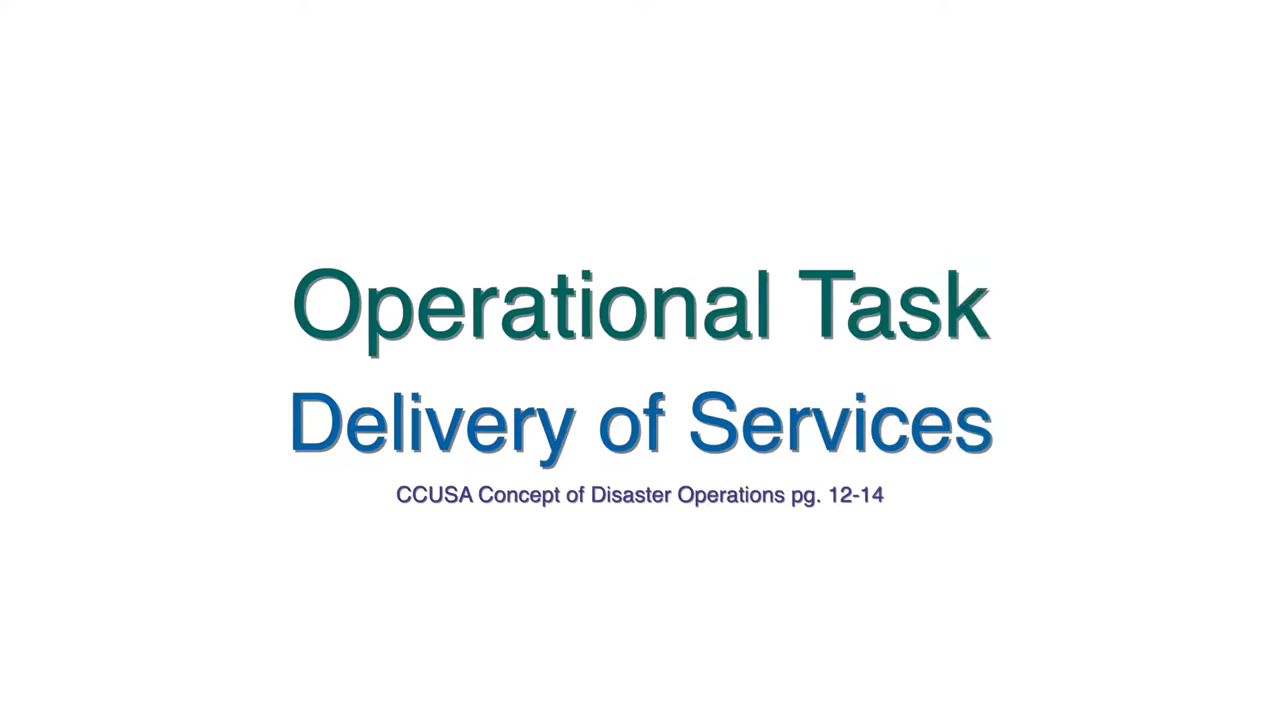 Operational Task
Delivery of Services
CCUSA Concept of Disaster Operations pg. 12-14